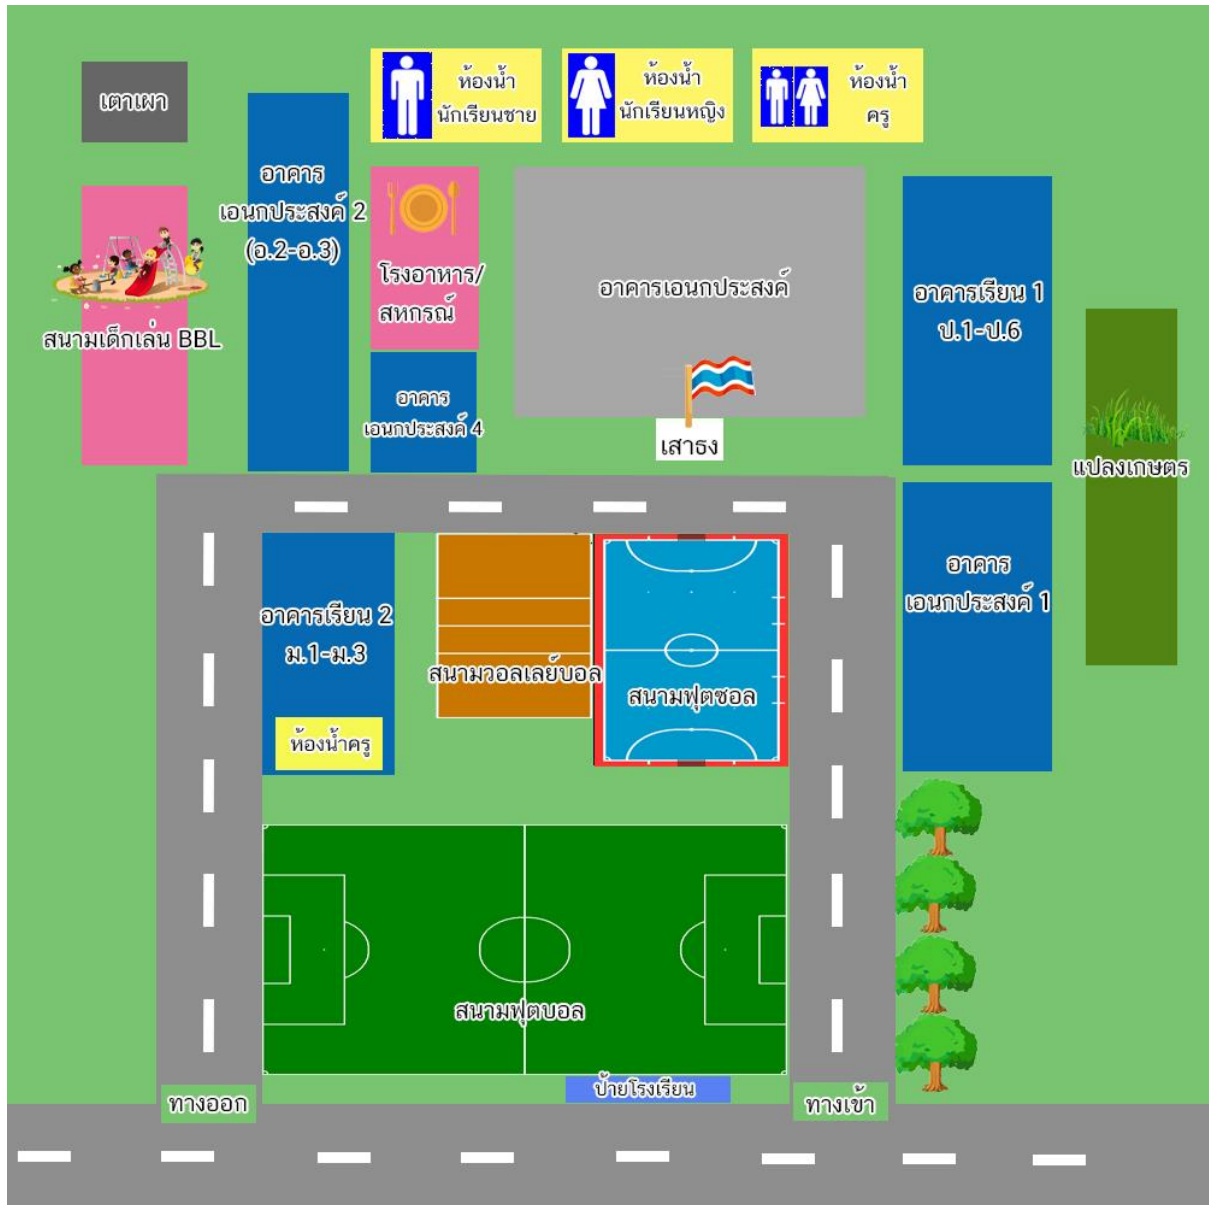 เตาเผา
ห้องน้ำ
นักเรียนชาย
ห้องน้ำ
นักเรียนหญิง
ห้องน้ำ
ครู
อาคาร
เอนกประสงค์ 2
(อ.2-อ.3)
โรงอาหาร/
สหกรณ์
อาคารเอนกประสงค์
อาคารเรียน 1
ป.1-ป.6
สนามเด็กเล่น BBL
อาคาร
เอนกประสงค์ 4
เสาธง
แปลงเกษตร
อาคารเรียน 2
ม.1-ม.3
ห้องน้ำครู
สนามวอลเลย์บอล
สนามฟุตซอล
อาคาร
เอนกประสงค์ 1
สนามฟุตบอล
ป้ายโรงเรียน
ทางออก
ทางเข้า